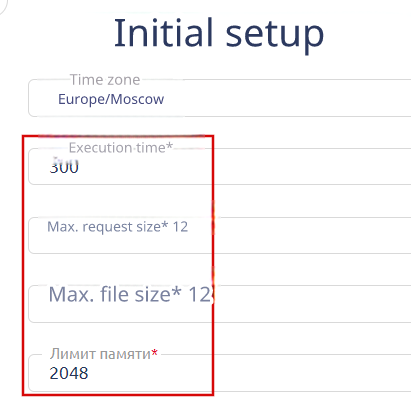 Initial setup
Time zone
Europe/Moscow
Execution time*
300
Max. request size* 12
Max. file size* 12
Лимит памяти*
2048